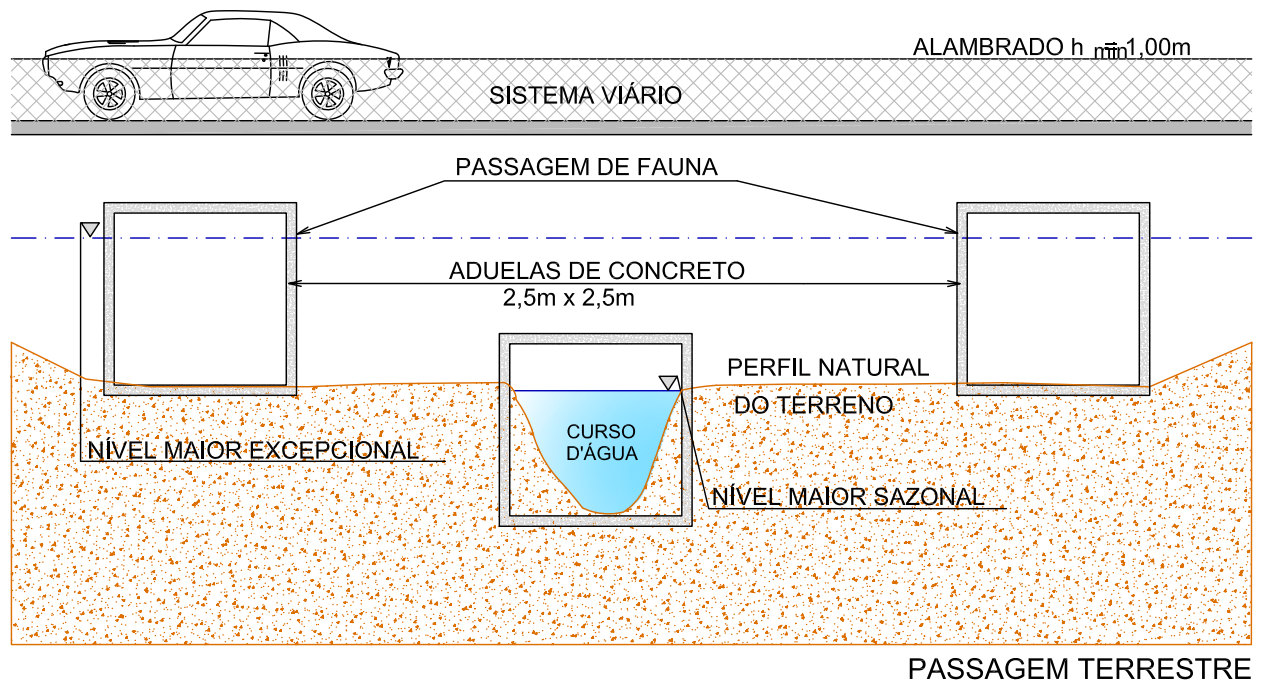 ALAMBRADO h min = 1,00m
SISTEMA VIÁRIO
PASSAGEM DE FAUNA
ADUELAS DE CONCRETO
2,5m x 2,5m
PERFIL NATURAL
DO TERRENO
CURSO
D'ÁGUA
NÍVEL MAIOR EXCEPCIONAL
NÍVEL MAIOR SAZONAL
PASSAGEM TERRESTRE